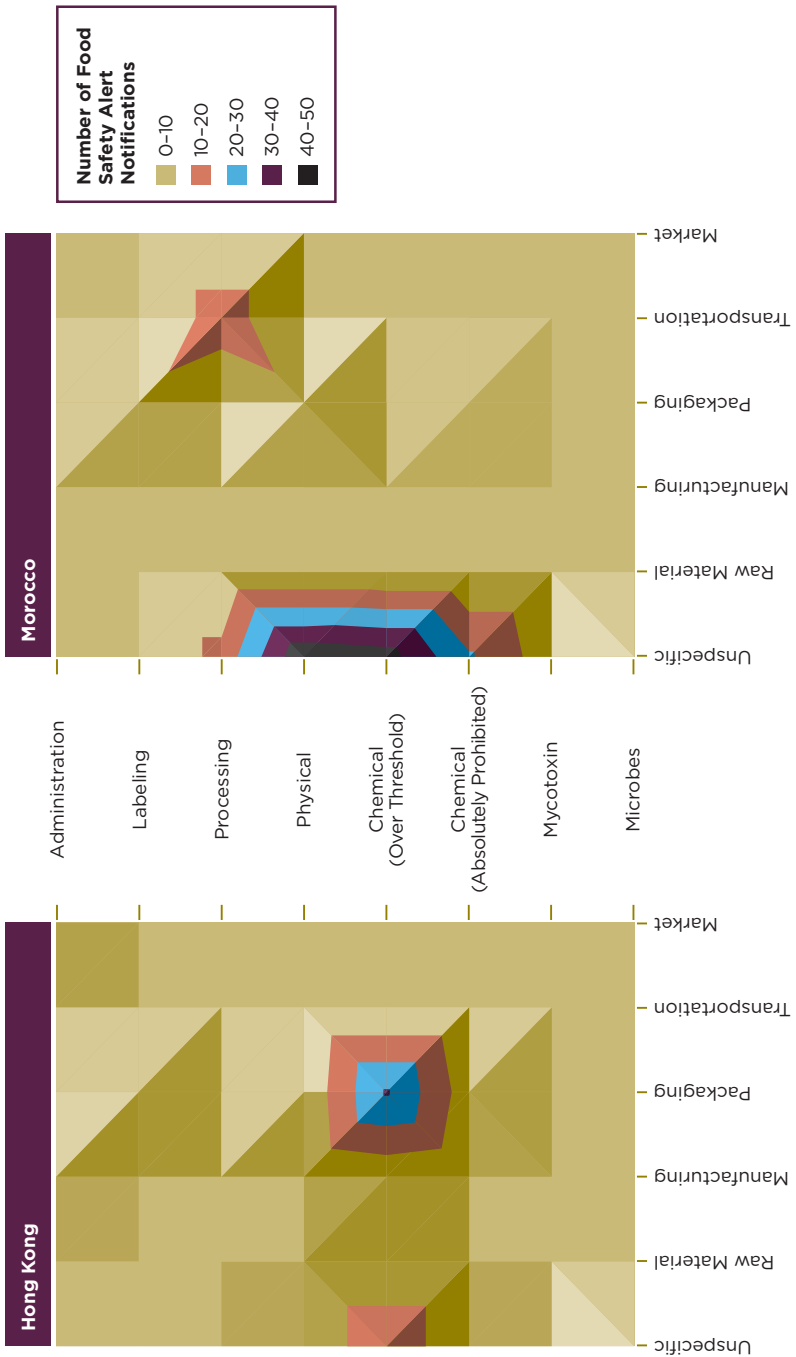 Hong Kong
Morocco
Number of Food
Safety Alert
Notifications
0–10
10–20
20–30
30–40
40–50
Administration
Labeling
Processing
Physical
Chemical
(Over Threshold)
Chemical
(Absolutely Prohibited)
Mycotoxin
Microbes
Unspecific
Raw Material
Manufacturing
Packaging
Transportation
Market
Unspecific
Raw Material
Manufacturing
Packaging
Transportation
Market